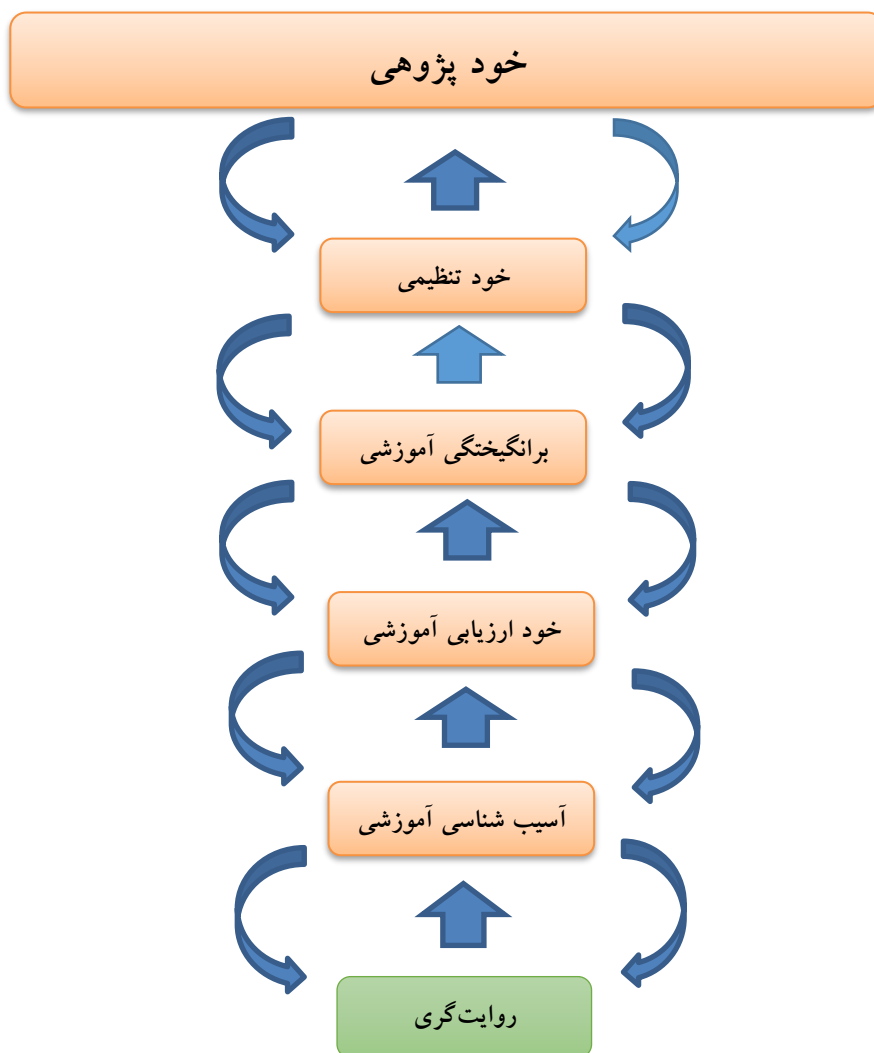 خود پژوهی
خود تنظیمی
برانگیختگی آموزشی
خود ارزیابی آموزشی
آسیب شناسی آموزشی
روایت‌گری